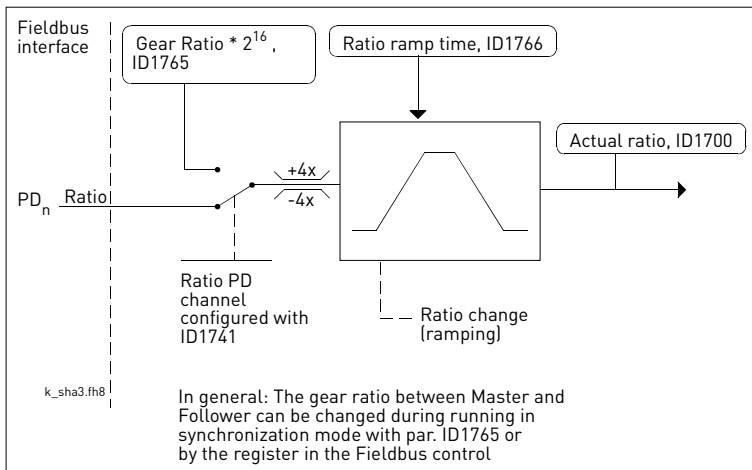 Fieldbus
interface
Gear Ratio * 2^16 ,
ID1765
Ratio ramp time, ID1766
Actual ratio, ID1700
+4x
-4x
PDn Ratio
Ratio PD
channel
configured with
ID1741
Ratio change
(ramping)
k_sha3.fh8
In general: The gear ratio between Master and
Follower can be changed during running in
synchronization mode with par. ID1765 or
by the register in the Fieldbus control